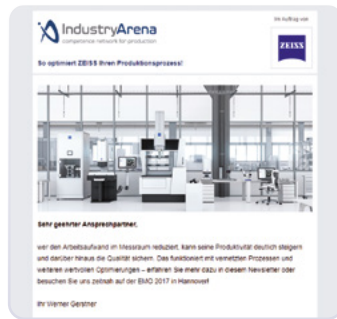 Im Auftrag von
IndustryArena
competence network for production
ZEISS
So optimiert ZEISS Ihren Produktionsprozess!
Sehr geehrter Ansprechpartner,
wer den Arbeitsaufwand im Messraum reduziert, kann seine Produktivität deutlich steigern
und darüber hinaus die Qualität sichern. Das funktioniert mit vernetzten Prozessen und
weiteren wertvollen Optimierungen – erfahren Sie mehr dazu in diesem Newsletter oder
besuchen Sie uns zeitnah auf der EMO 2017 in Hannover!
Ihr Werner Gerstner